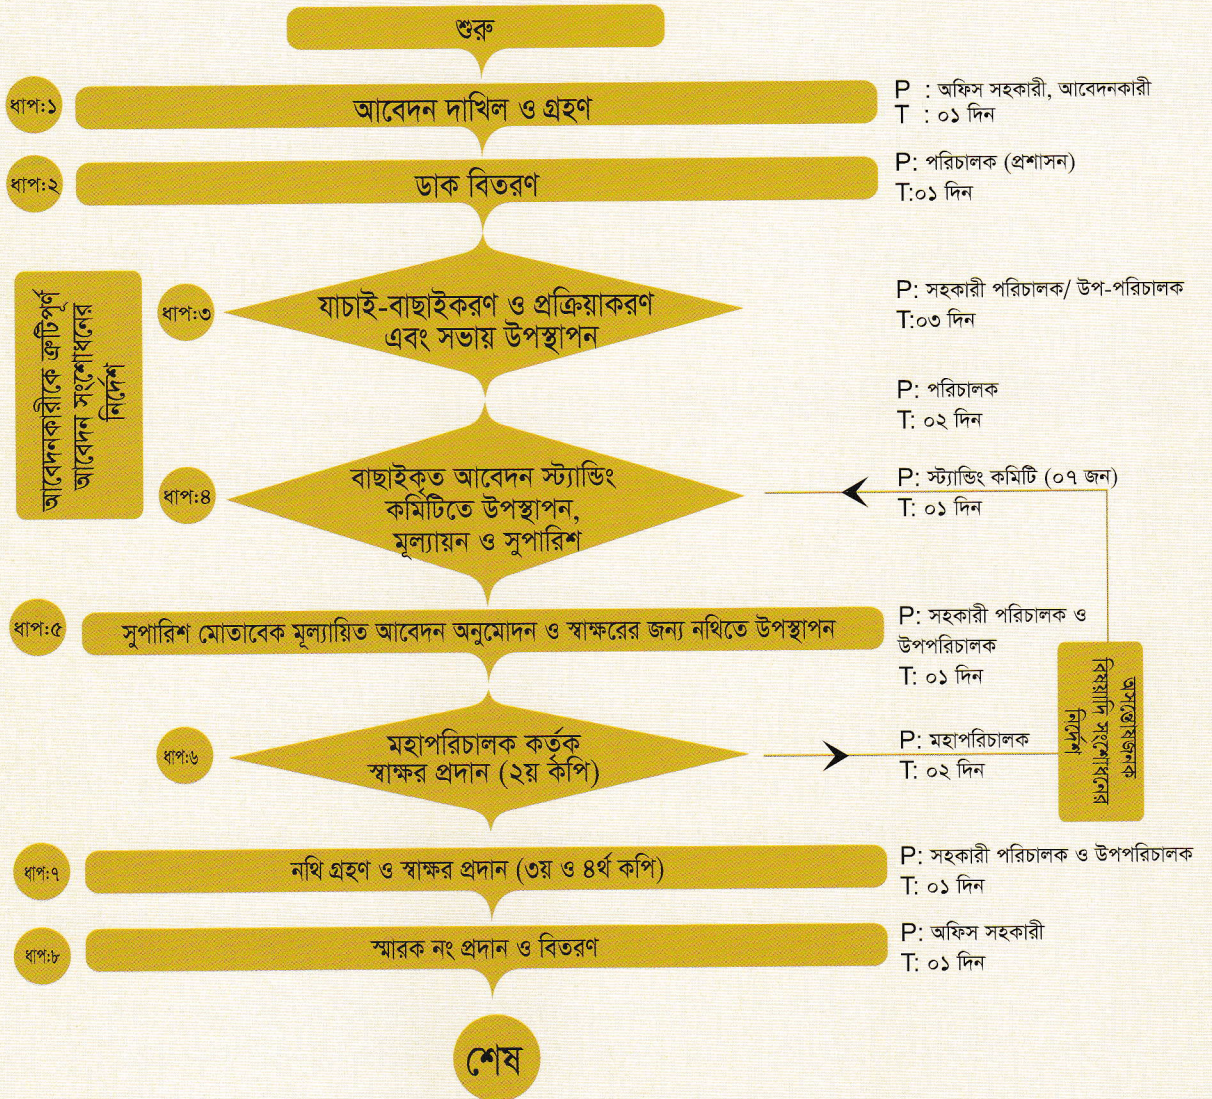 শুরু
ধাপ:১
আবেদন দাখিল ও গ্রহণ
P : অফিস সহকারী, আবেদনকারী
T : ০১ দিন
ধাপ:২
ডাক বিতরণ
P: পরিচালক (প্রশাসন)
T:০১ দিন
আবেদনকারীকে ত্রুটিপূর্ণ
আবেদন সংশোধনের
নির্দেশ
ধাপ:৩
যাচাই-বাছাইকরণ ও প্রক্রিয়াকরণ
এবং সভায় উপস্থাপন
P: সহকারী পরিচালক/ উপ-পরিচালক
T:০৩ দিন
P: পরিচালক
T: ০২ দিন
ধাপ:৪
বাছাইকৃত আবেদন স্ট্যান্ডিং
কমিটিতে উপস্থাপন,
মূল্যায়ন ও সুপারিশ
P: স্ট্যান্ডিং কমিটি (০৭ জন)
T: ০১ দিন
ধাপ:৫
সুপারিশ মোতাবেক মূল্যায়িত আবেদন অনুমোদন ও স্বাক্ষরের জন্য নথিতে উপস্থাপন
P: সহকারী পরিচালক ও
উপপরিচালক
T: ০১ দিন
অসন্তোষজনক
বিষয়াদি সংশোধনের
নির্দেশ
ধাপ:৬
মহাপরিচালক কর্তৃক
স্বাক্ষর প্রদান (২য় কপি)
P: মহাপরিচালক
T: ০২ দিন
ধাপ:৭
নথি গ্রহণ ও স্বাক্ষর প্রদান (৩য় ও ৪র্থ কপি)
P: সহকারী পরিচালক ও উপপরিচালক
T: ০১ দিন
ধাপ:৮
স্মারক নং প্রদান ও বিতরণ
P: অফিস সহকারী
T: ০১ দিন
শেষ